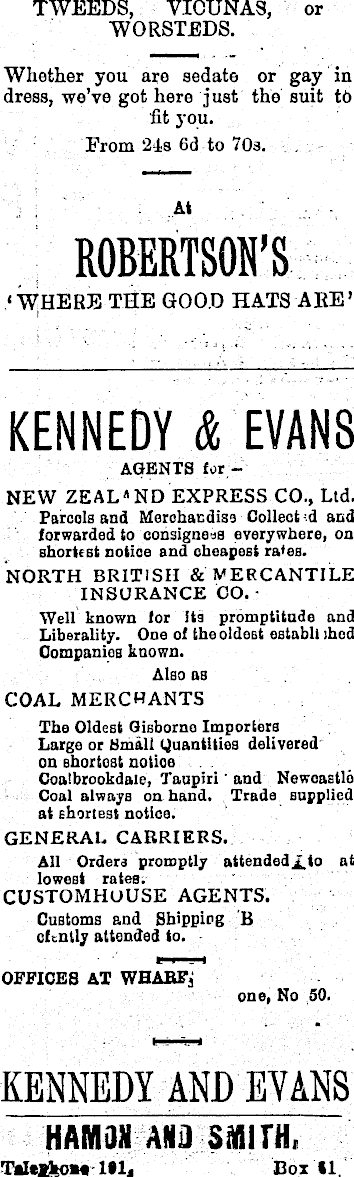 TWEEDS, VICUNAS, or
WORSTEDS.
Whether you are sedate or gay in
dress, we've got here just the suit to
fit you.
From 24s 6d to 70s.
At
ROBERTSON'S
'WHERE THE GOOD HATS ARE'
KENNEDY & EVANS
AGENTS for —
NEW ZEALAND EXPRESS CO., Ltd.
Parcels and Merchandise Collected and
forwarded to consignees everywhere, on
shortest notice and cheapest rates.
NORTH BRITISH & MERCANTILE
INSURANCE CO.
Well known for its promptitude and
Liberality. One of the oldest established
Companies known.
Also as
COAL MERCHANTS
The Oldest Gisborne Importers
Large or Small Quantities delivered
on shortest notice
Coalbrookdale, Taupiri and Newcastle
Coal always on hand. Trade supplied
at shortest notice.
GENERAL CARRIERS.
All Orders promptly attended to at
lowest rates.
CUSTOMHOUSE AGENTS.
Customs and Shipping B
ciently attended to.
OFFICES AT WHARF,
one, No 50.
KENNEDY AND EVANS
HAMON AND SMITH,
Telephone 191, Box 61